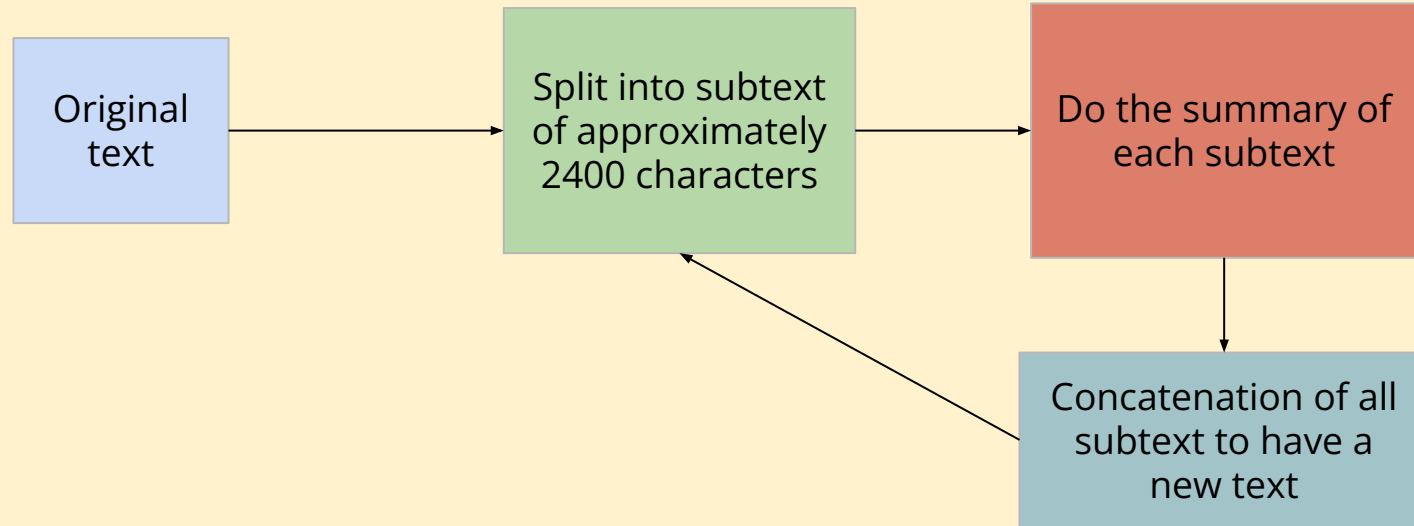 Original
text
Split into subtext
of approximately
2400 characters
Do the summary of
each subtext
Concatenation of all
subtext to have a
new text